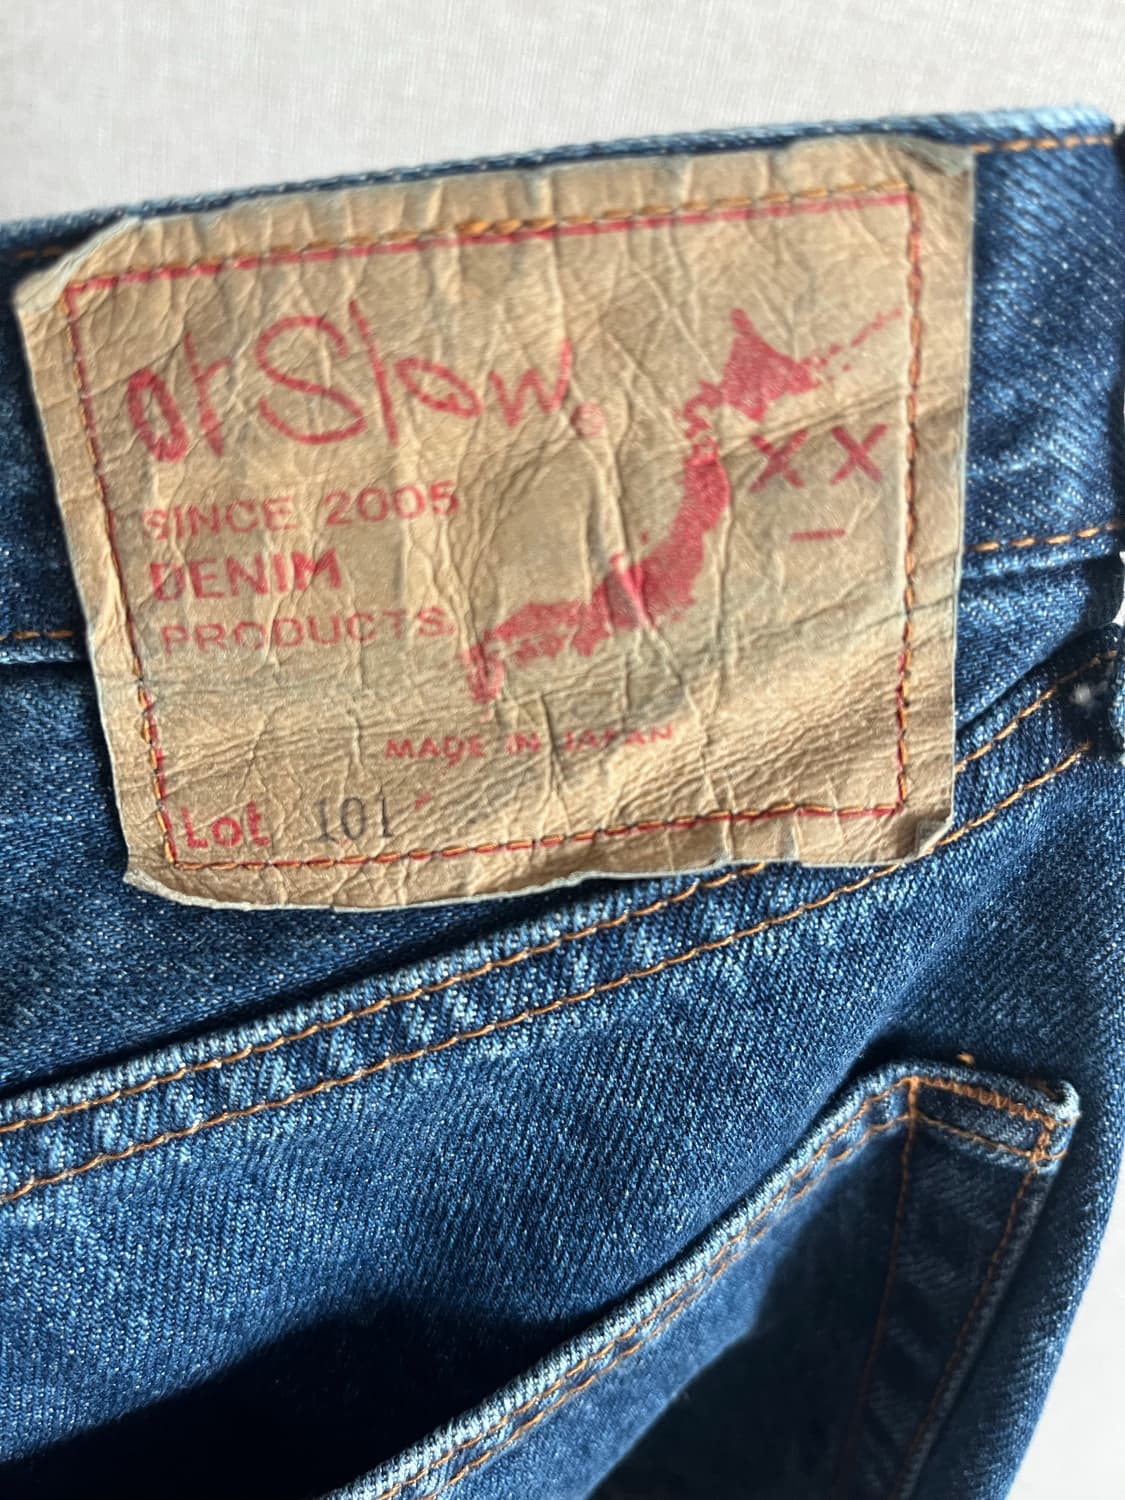 orSlow.
XX
SINCE 2005
DENIM
PRODUCTS
MADE IN JAPAN
Lot 101